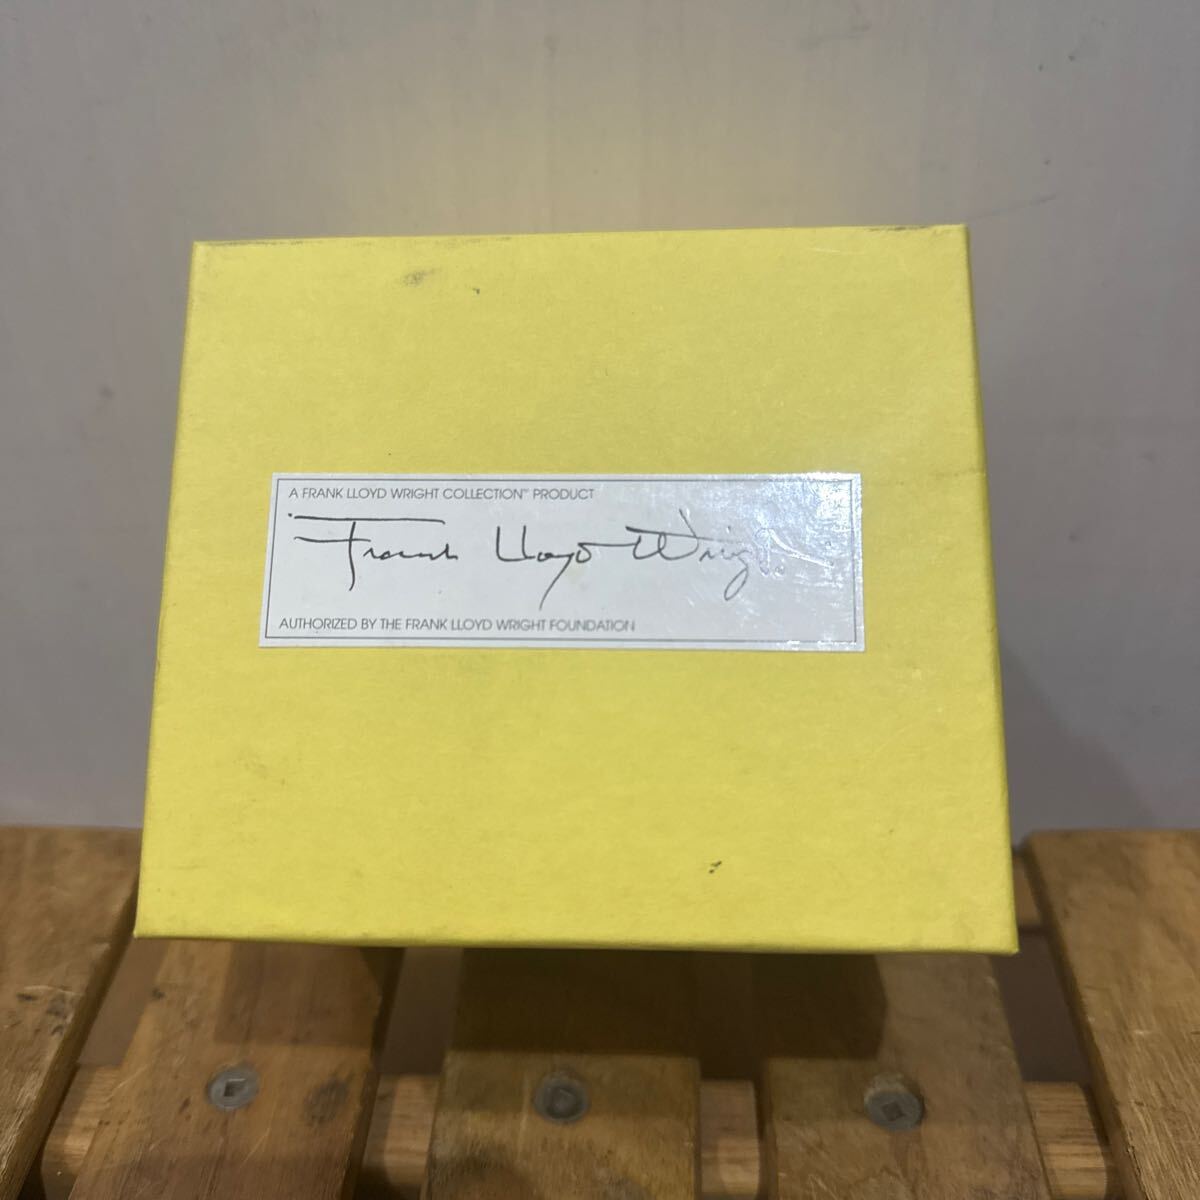 A FRANK LLOYD WRIGHT COLLECTION™ PRODUCT
Frank Lloyd Wright
AUTHORIZED BY THE FRANK LLOYD WRIGHT FOUNDATION